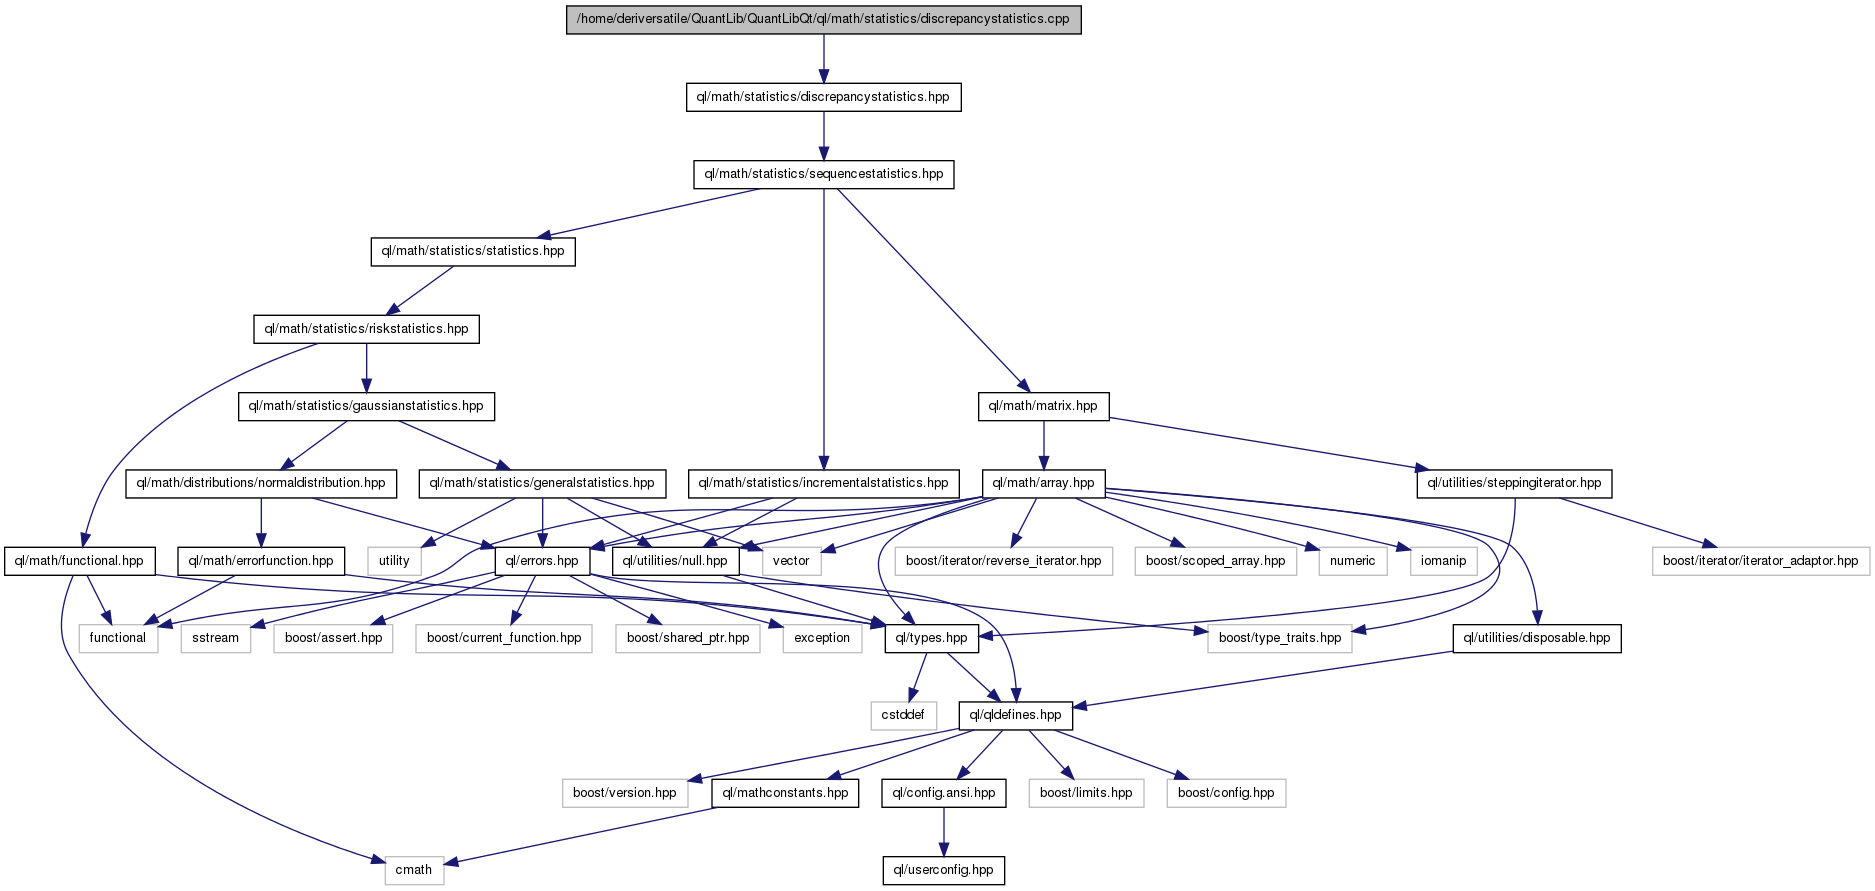 /home/deriversatile/QuantLib/QuantLibQt/ql/math/statistics/discrepancystatistics.cpp
ql/math/statistics/discrepancystatistics.hpp
ql/math/statistics/sequencestatistics.hpp
ql/math/statistics/statistics.hpp
ql/math/statistics/riskstatistics.hpp
ql/math/statistics/gaussianstatistics.hpp
ql/math/matrix.hpp
ql/math/distributions/normaldistribution.hpp
ql/math/statistics/generalstatistics.hpp
ql/math/statistics/incrementalstatistics.hpp
ql/math/array.hpp
ql/utilities/steppingiterator.hpp
ql/math/functional.hpp
ql/math/errorfunction.hpp
utility
ql/errors.hpp
ql/utilities/null.hpp
vector
boost/iterator/reverse_iterator.hpp
boost/scoped_array.hpp
numeric
iomanip
boost/iterator/iterator_adaptor.hpp
functional
sstream
boost/assert.hpp
boost/current_function.hpp
boost/shared_ptr.hpp
exception
ql/types.hpp
boost/type_traits.hpp
ql/utilities/disposable.hpp
cstddef
ql/qldefines.hpp
boost/version.hpp
ql/mathconstants.hpp
ql/config.ansi.hpp
boost/limits.hpp
boost/config.hpp
cmath
ql/userconfig.hpp